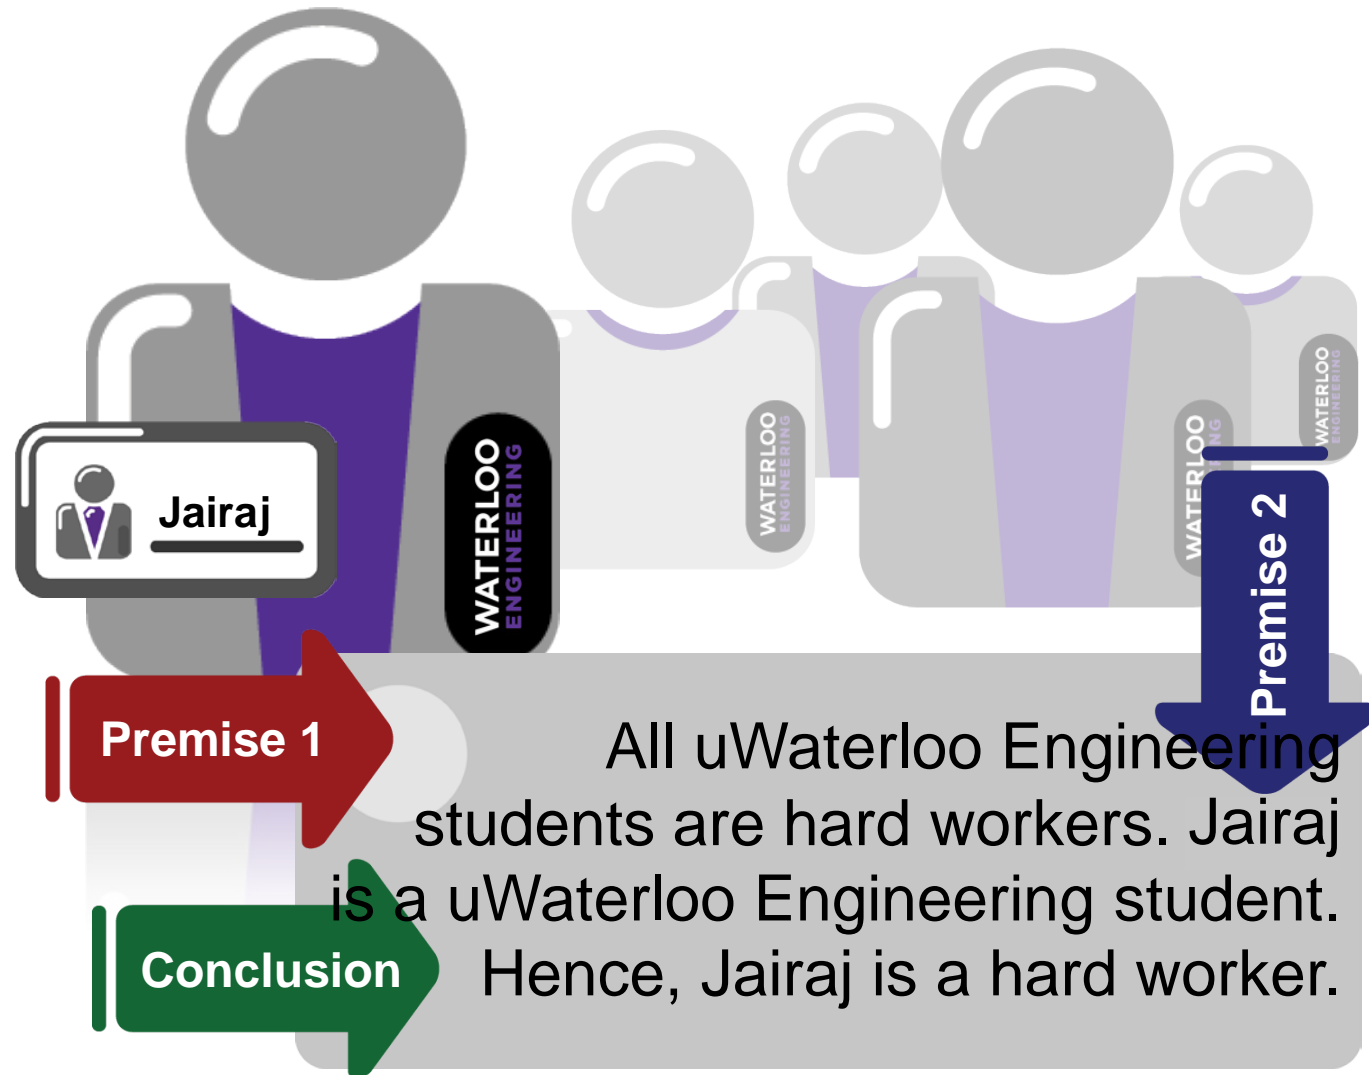 WATERLOO
ENGINEERING
WATERLOO
ENGINEERING
WATERLOO
WATERLOO
ENGINEERING
Jairaj
Premise 2
Premise 1
All uWaterloo Engineering
students are hard workers. Jairaj
is a uWaterloo Engineering student.
Hence, Jairaj is a hard worker.
Conclusion